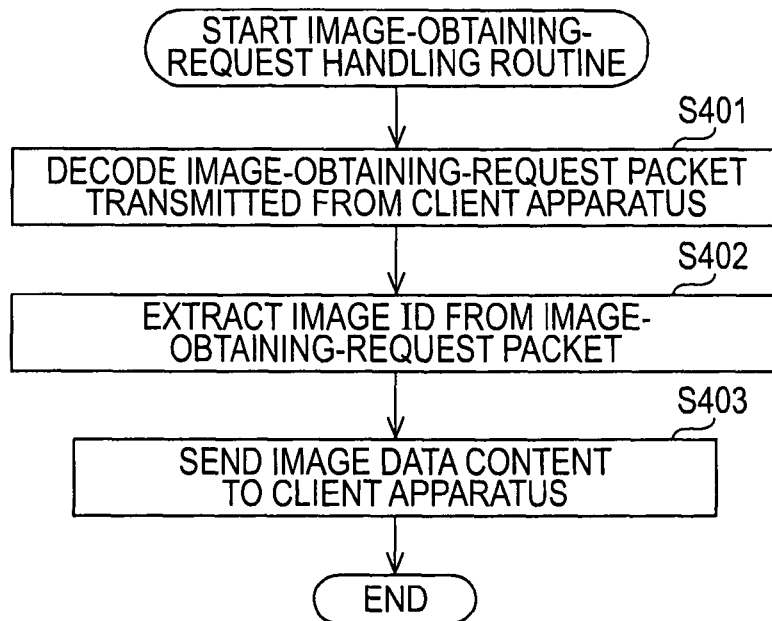 START IMAGE-OBTAINING-
REQUEST HANDLING ROUTINE
S401
DECODE IMAGE-OBTAINING-REQUEST PACKET
TRANSMITTED FROM CLIENT APPARATUS
S402
EXTRACT IMAGE ID FROM IMAGE-
OBTAINING-REQUEST PACKET
S403
SEND IMAGE DATA CONTENT
TO CLIENT APPARATUS
END